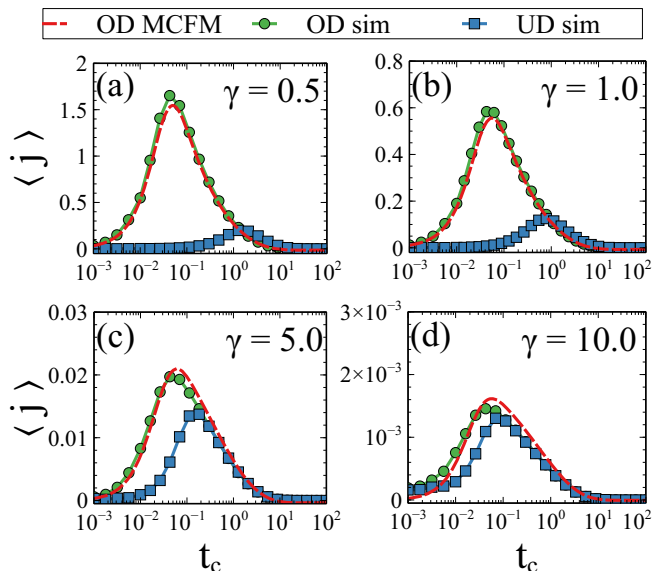 OD MCFM OD sim UD sim
(a) γ = 0.5
⟨ j ⟩
2
1.5
1
0.5
0
10⁻³ 10⁻² 10⁻¹ 10⁰ 10¹ 10²
(b) γ = 1.0
0.8
0.6
0.4
0.2
0
10⁻³ 10⁻² 10⁻¹ 10⁰ 10¹ 10²
(c) γ = 5.0
⟨ j ⟩
0.03
0.02
0.01
0
10⁻³ 10⁻² 10⁻¹ 10⁰ 10¹ 10²
t_c
(d) γ = 10.0
3×10⁻³
2×10⁻³
10⁻³
0
10⁻³ 10⁻² 10⁻¹ 10⁰ 10¹ 10²
t_c